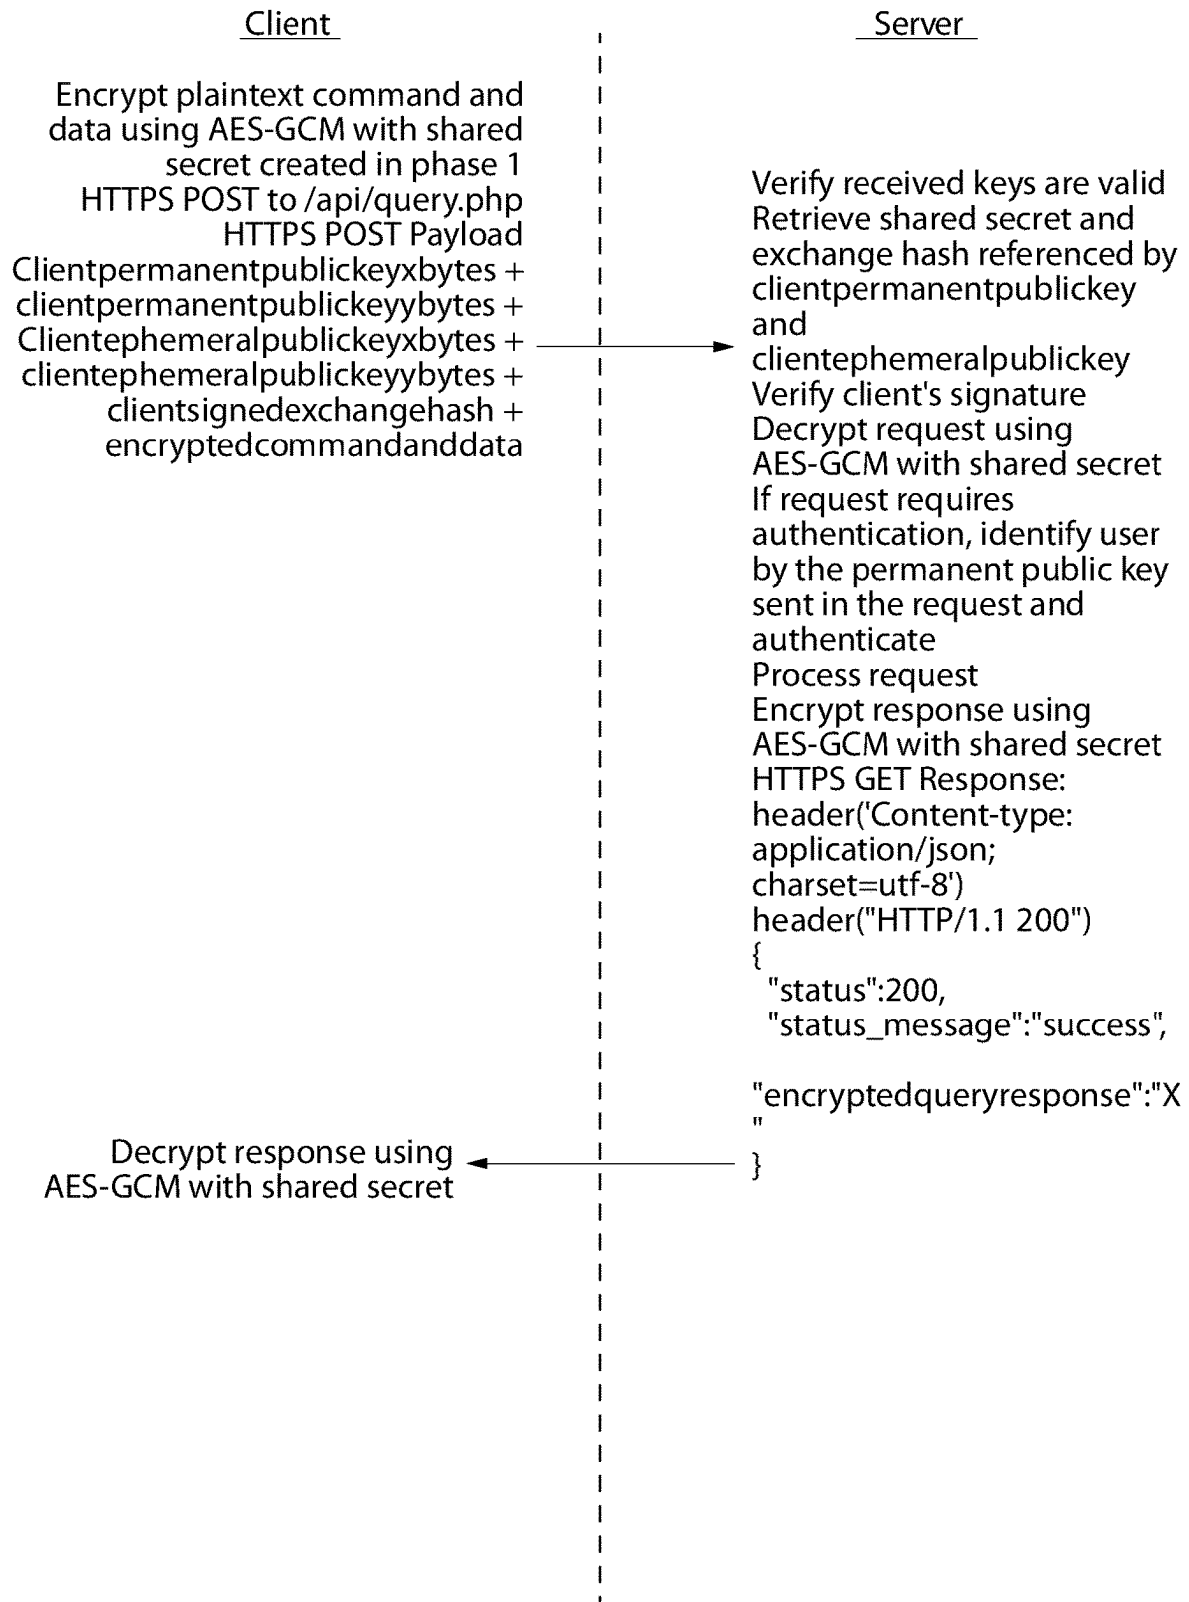 Client
Encrypt plaintext command and
data using AES-GCM with shared
secret created in phase 1
HTTPS POST to /api/query.php
HTTPS POST Payload
Clientpermanentpublickeyxbytes +
clientpermanentpublickeyybytes +
Clientephemeralpublickeyxbytes +
clientephemeralpublickeyybytes +
clientsignedexchangehash +
encryptedcommandanddata
Server
Verify received keys are valid
Retrieve shared secret and
exchange hash referenced by
clientpermanentpublickey
and
clientephemeralpublickey
Verify client's signature
Decrypt request using
AES-GCM with shared secret
If request requires
authentication, identify user
by the permanent public key
sent in the request and
authenticate
Process request
Encrypt response using
AES-GCM with shared secret
HTTPS GET Response:
header('Content-type:
application/json;
charset=utf-8')
header("HTTP/1.1 200")
{
"status":200,
"status_message":"success",
"encryptedqueryresponse":"X
"
}
Decrypt response using
AES-GCM with shared secret